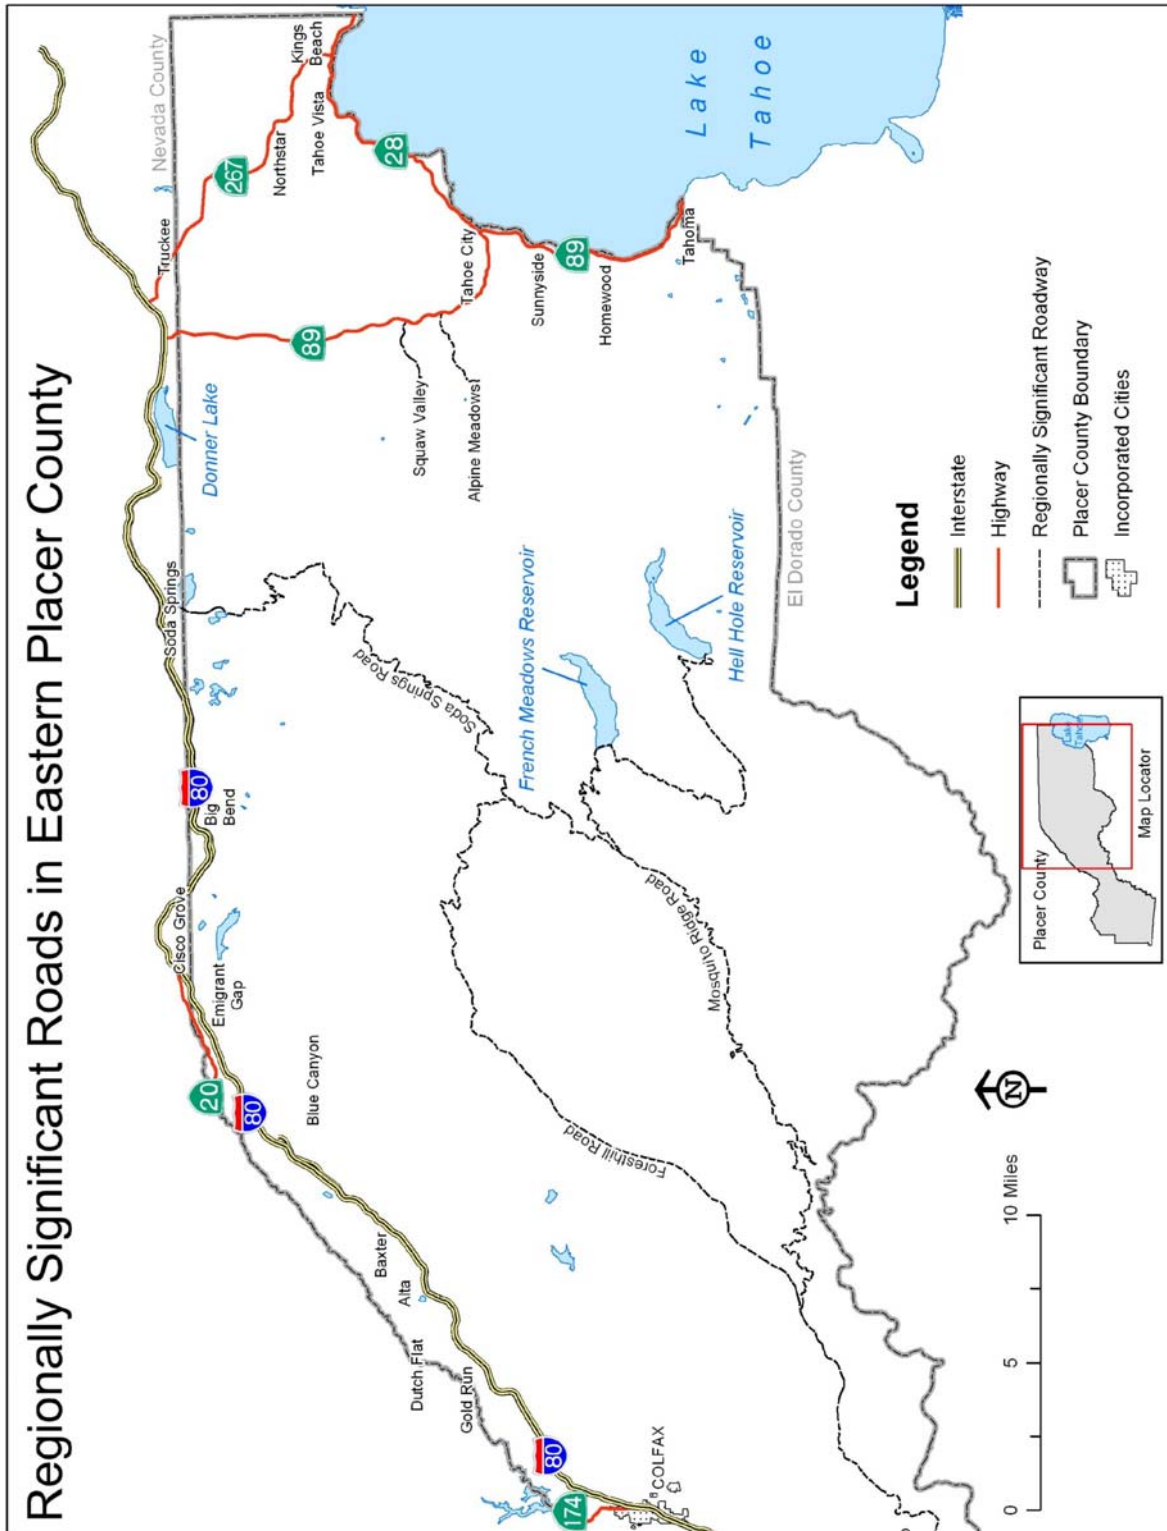 Regionally Significant Roads in Eastern Placer County
Nevada County
Truckee
267
Northstar
Kings
Beach
Tahoe Vista
28
89
Donner Lake
Tahoe City
Squaw Valley
Alpine Meadows
Sunnyside
89
Homewood
Tahoma
Lake
Tahoe
Soda Springs
Soda Springs Road
80
Big
Bend
Cisco Grove
Emigrant
Gap
20
80
Blue Canyon
French Meadows Reservoir
Hell Hole Reservoir
El Dorado County
Mosquito Ridge Road
Foresthill Road
Baxter
Alta
Dutch Flat
Gold Run
80
174
COLFAX
Legend
Interstate
Highway
Regionally Significant Roadway
Placer County Boundary
Incorporated Cities
N
0 5 10 Miles
Placer County
Lake
Tahoe
Map Locator